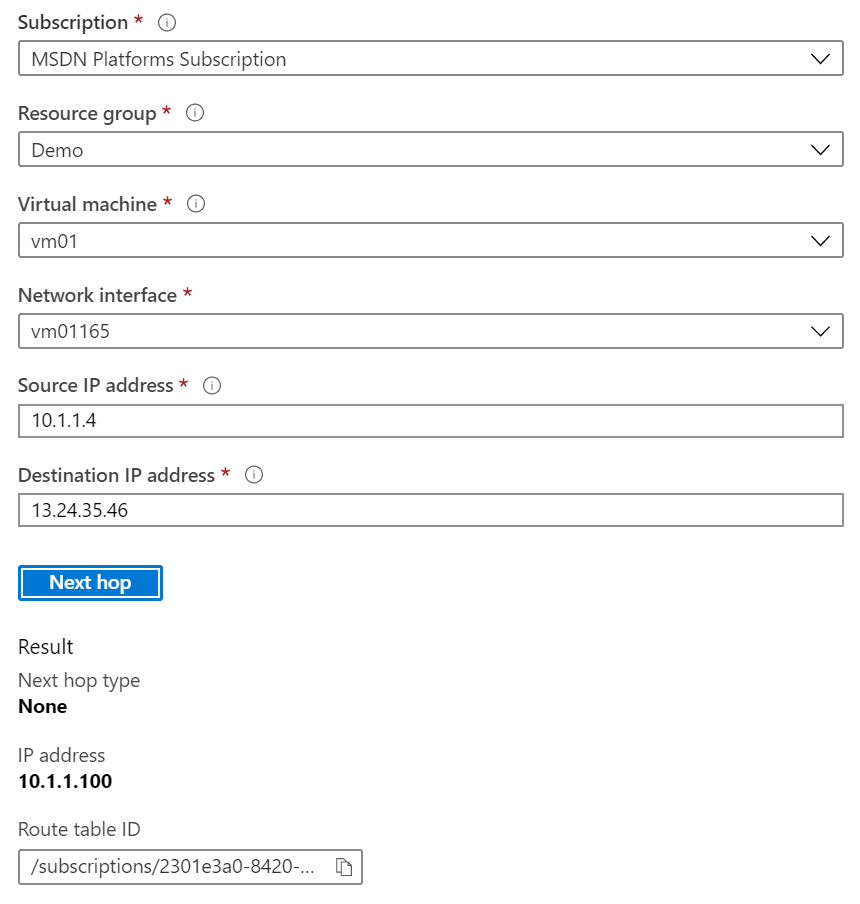 Subscription *
MSDN Platforms Subscription
Resource group *
Demo
Virtual machine *
vm01
Network interface *
vm01165
Source IP address *
10.1.1.4
Destination IP address *
13.24.35.46
Next hop
Result
Next hop type
None
IP address
10.1.1.100
Route table ID
/subscriptions/2301e3a0-8420-...